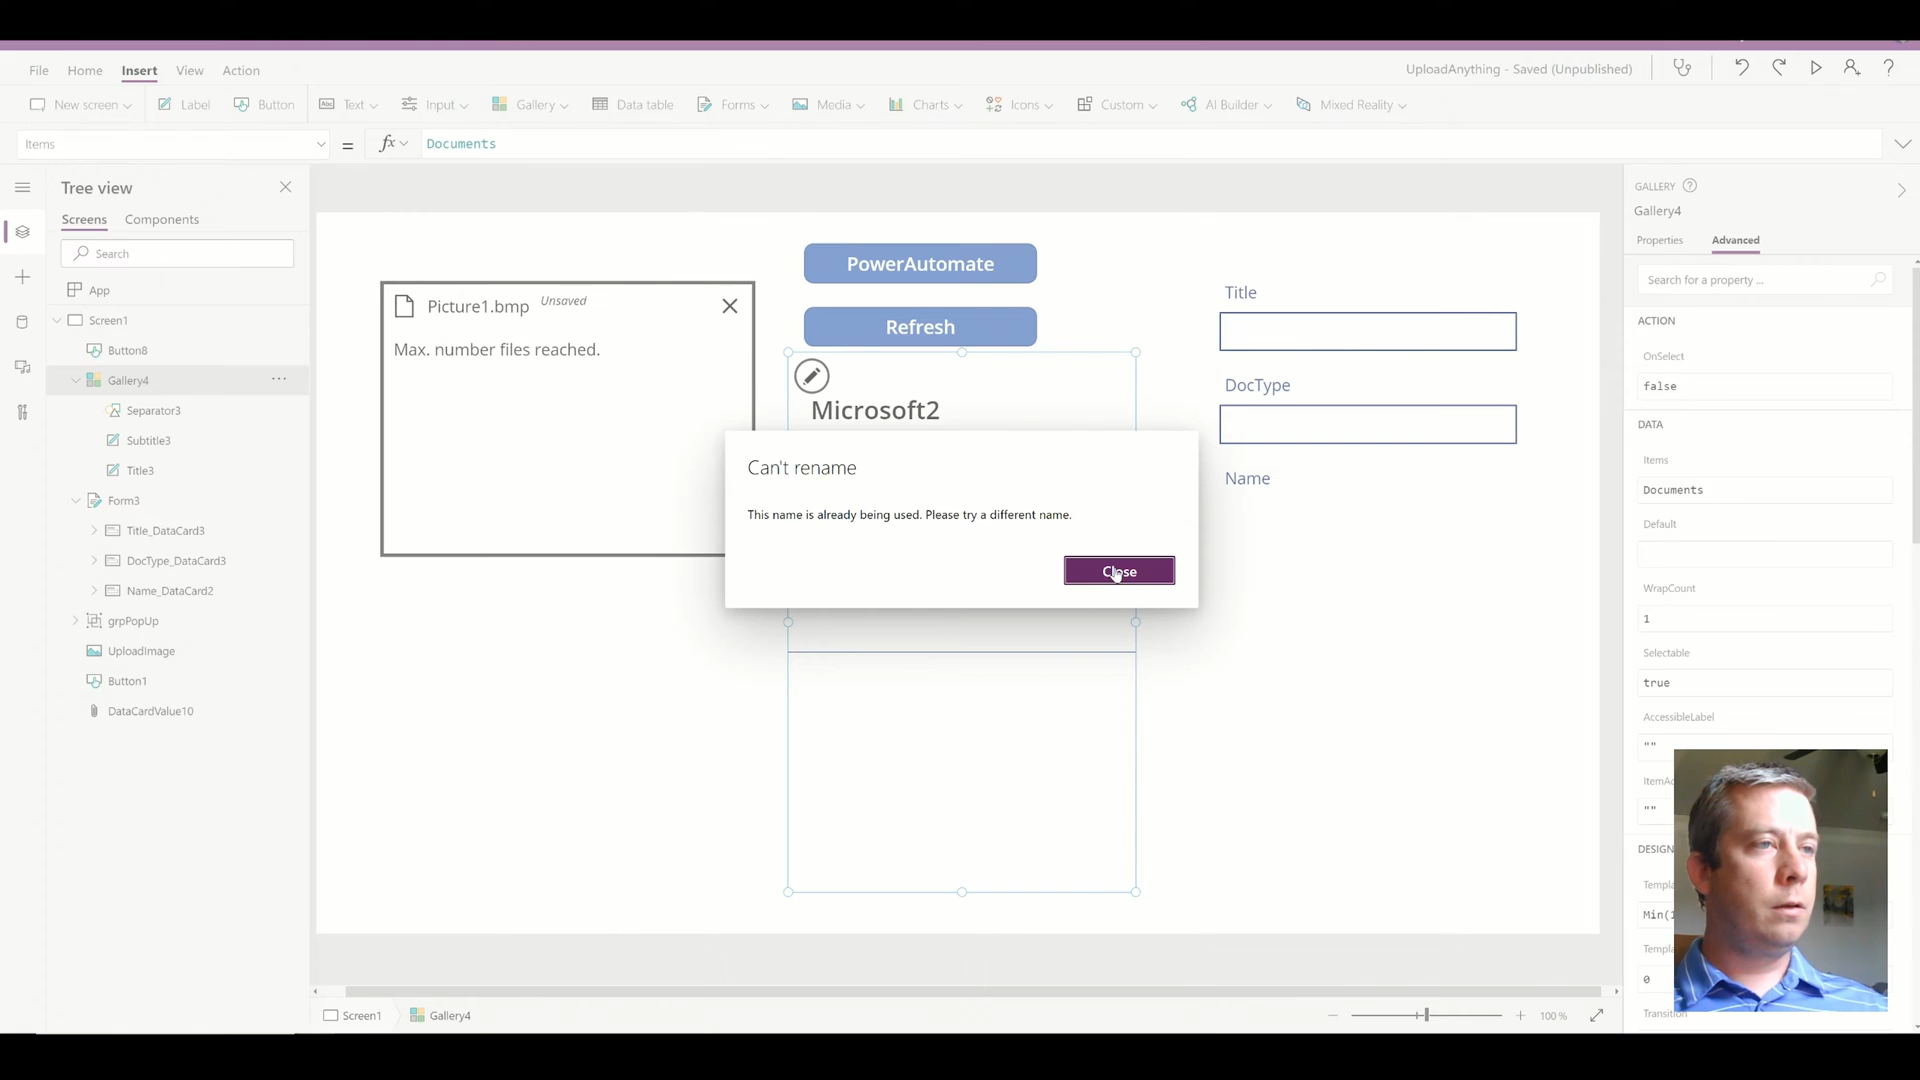 File Home Insert View Action
UploadAnything - Saved (Unpublished)
New screen Label Button Text Input Gallery Data table Forms Media Charts Icons Custom AI Builder Mixed Reality
Items = fx Documents
Tree view
Screens Components
Search
App
Screen1
Button8
Gallery4
Separator3
Subtitle3
Title3
Form3
Title_DataCard3
DocType_DataCard3
Name_DataCard2
grpPopUp
UploadImage
Button1
DataCardValue10
Picture1.bmp Unsaved
Max. number files reached.
PowerAutomate
Refresh
Microsoft2
Title
DocType
Name
Can't rename
This name is already being used. Please try a different name.
Close
GALLERY
Gallery4
Properties Advanced
Search for a property ...
ACTION
OnSelect
false
DATA
Items
Documents
Default
WrapCount
1
Selectable
true
AccessibleLabel
""
""
0
Screen1 Gallery4
100 %